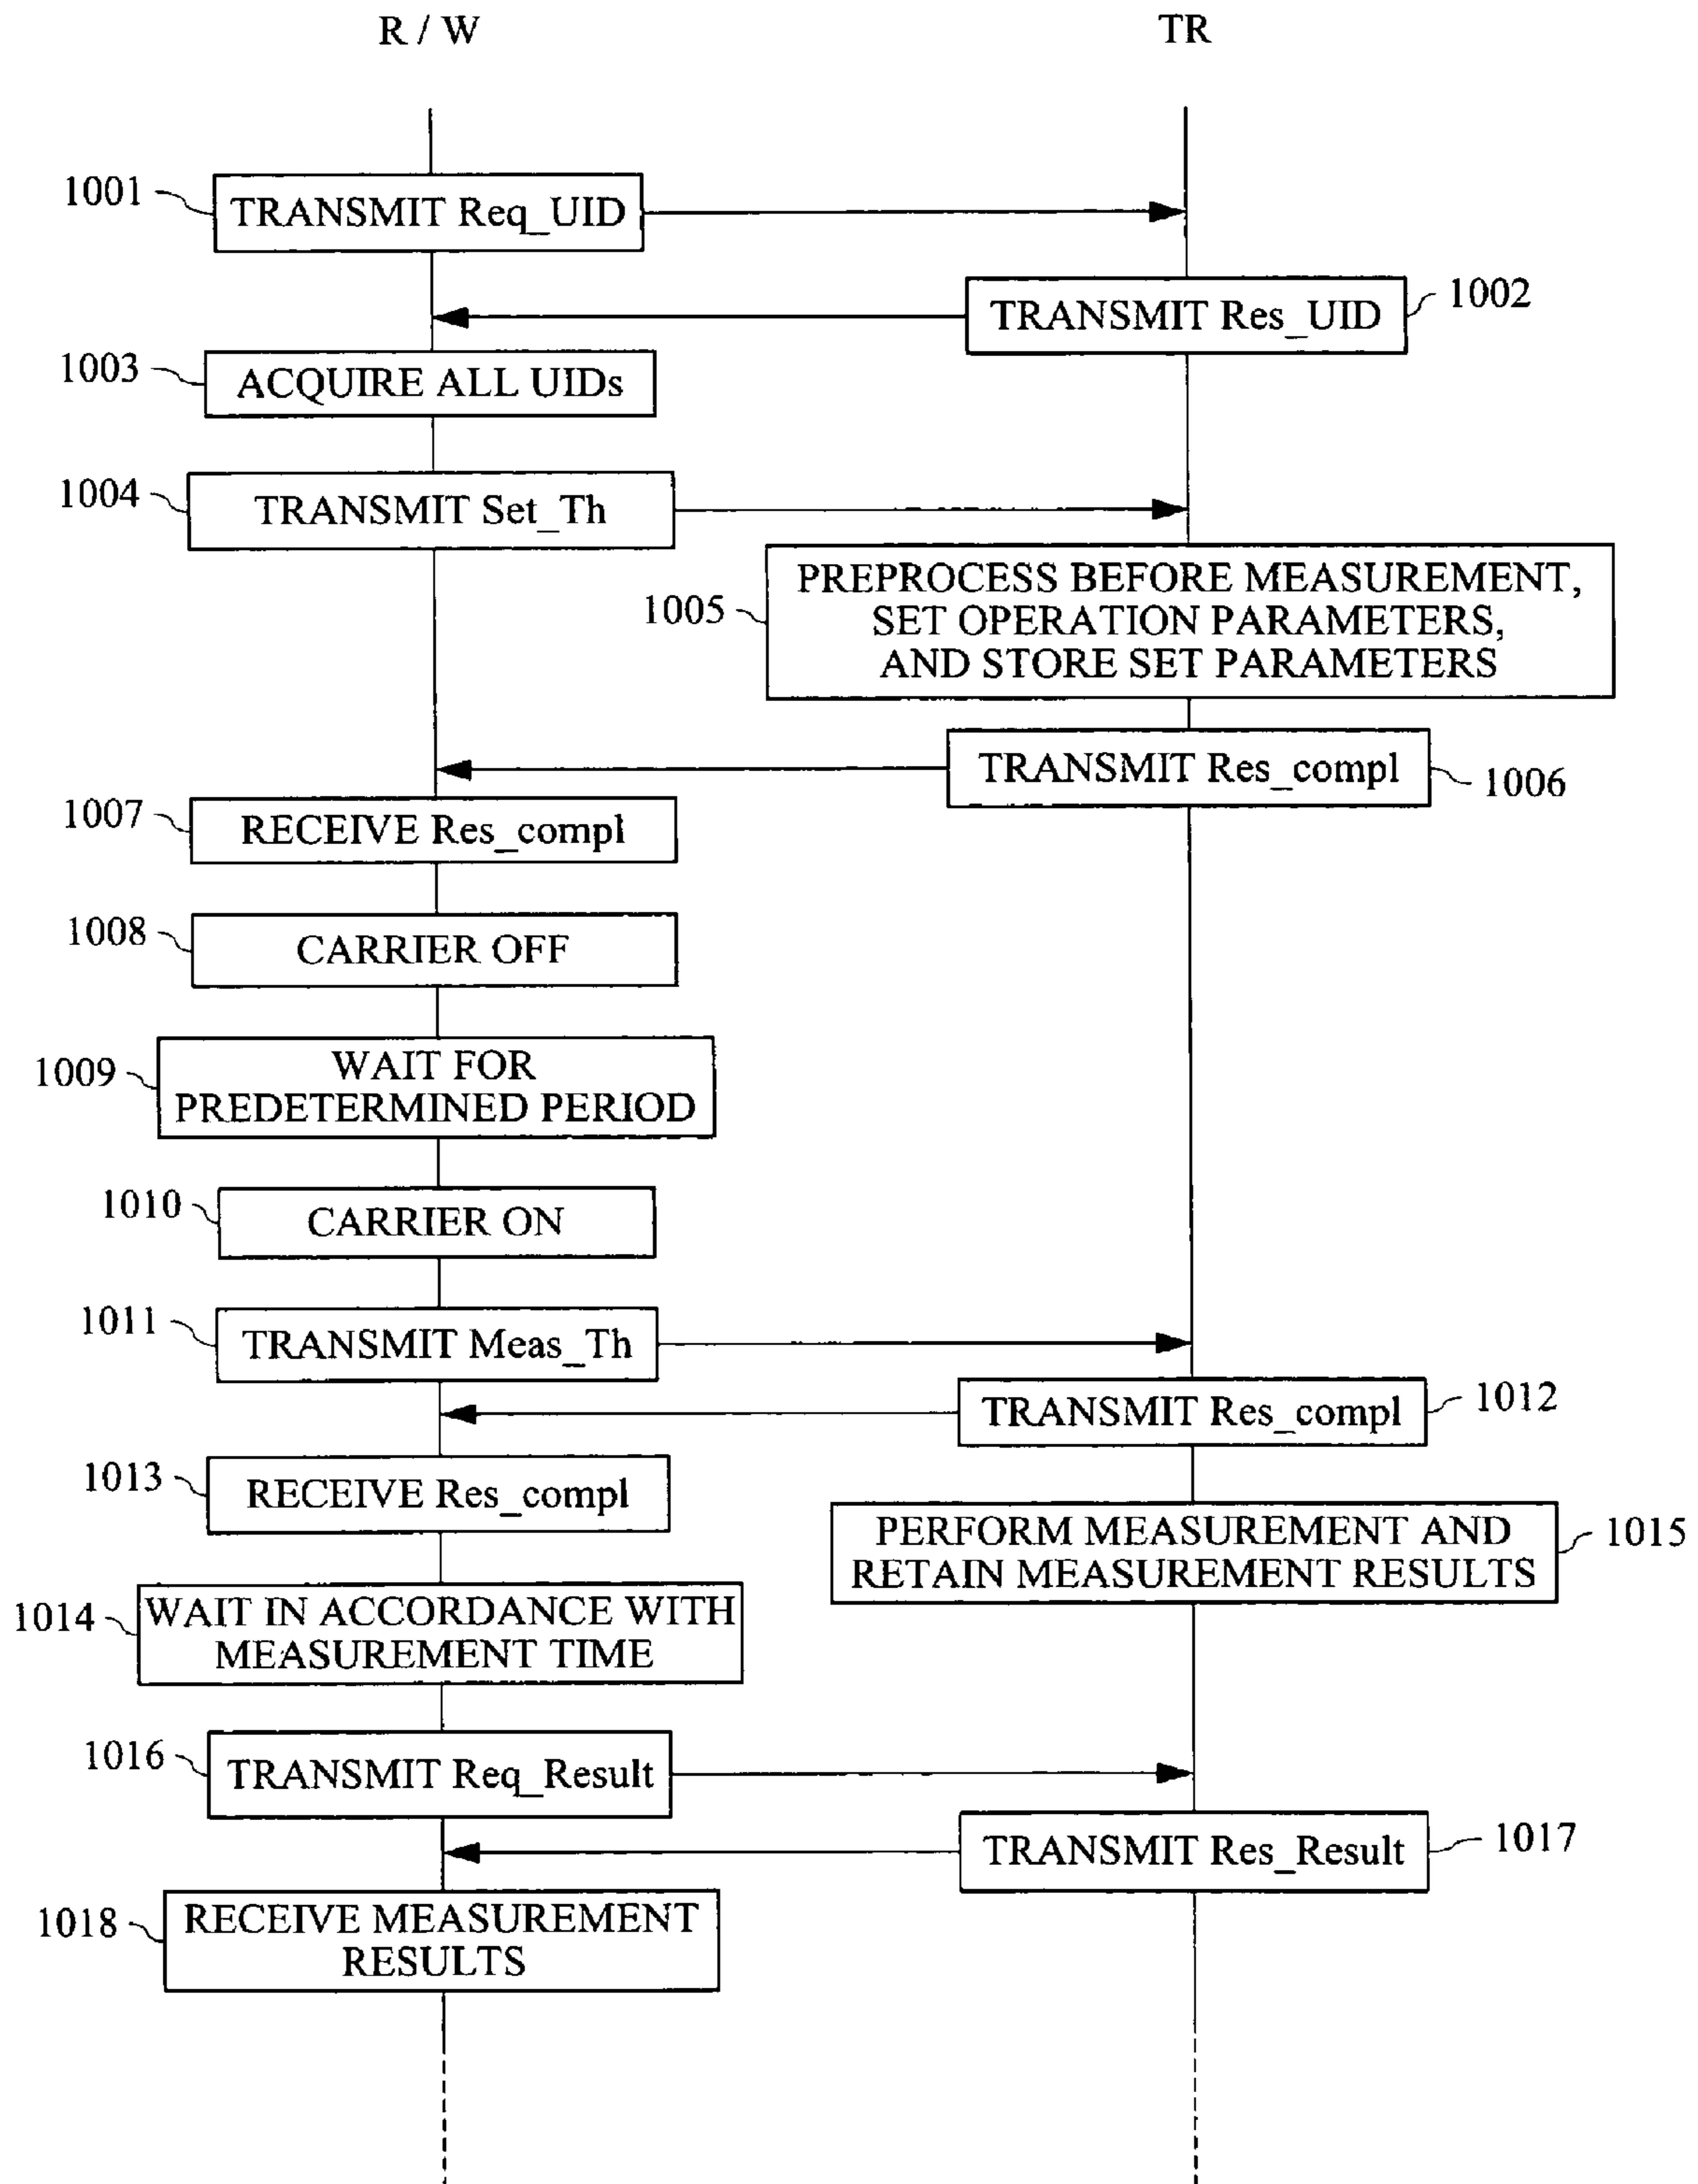 R / W
TR
1001
TRANSMIT Req_UID
TRANSMIT Res_UID
1002
1003
ACQUIRE ALL UIDs
1004
TRANSMIT Set_Th
1005
PREPROCESS BEFORE MEASUREMENT,
SET OPERATION PARAMETERS,
AND STORE SET PARAMETERS
TRANSMIT Res_compl
1006
1007
RECEIVE Res_compl
1008
CARRIER OFF
1009
WAIT FOR
PREDETERMINED PERIOD
1010
CARRIER ON
1011
TRANSMIT Meas_Th
TRANSMIT Res_compl
1012
1013
RECEIVE Res_compl
PERFORM MEASUREMENT AND
RETAIN MEASUREMENT RESULTS
1015
1014
WAIT IN ACCORDANCE WITH
MEASUREMENT TIME
1016
TRANSMIT Req_Result
TRANSMIT Res_Result
1017
1018
RECEIVE MEASUREMENT
RESULTS